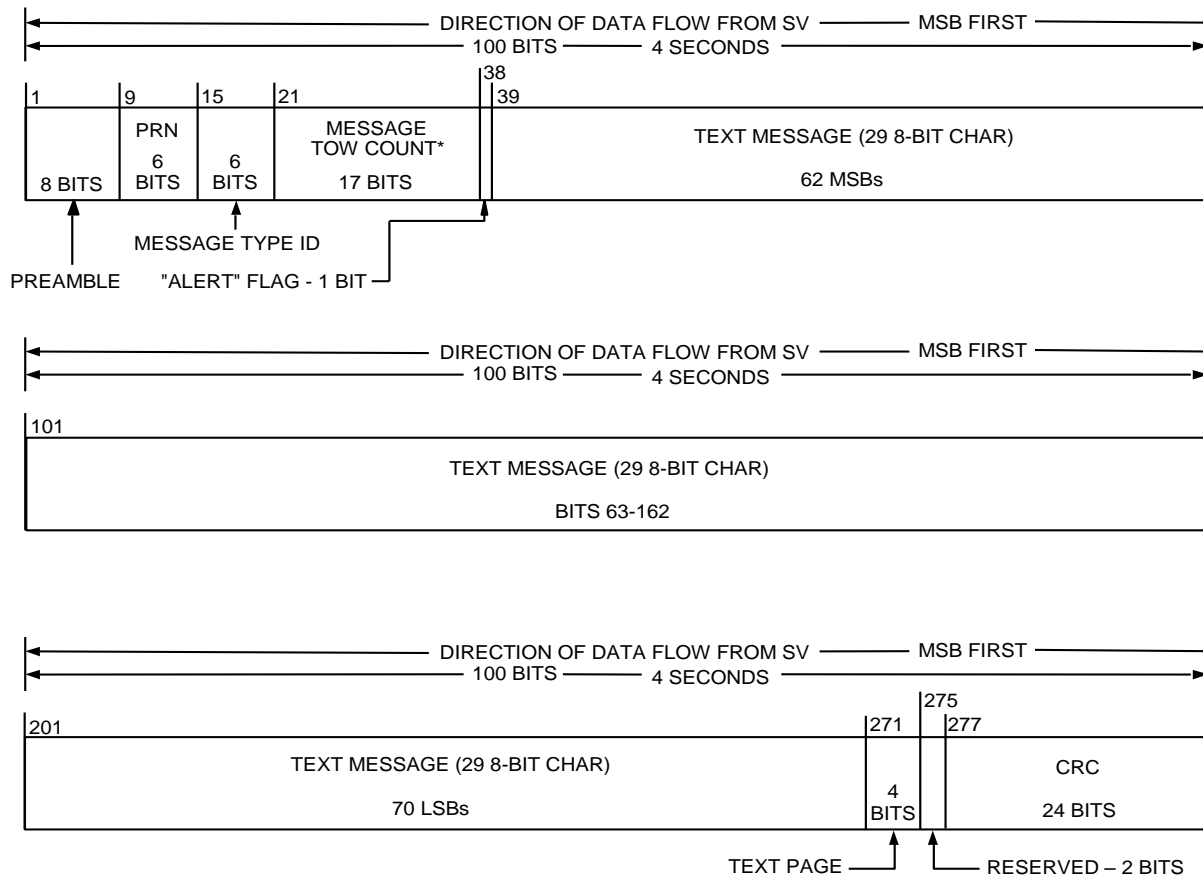 DIRECTION OF DATA FLOW FROM SV MSB FIRST
100 BITS 4 SECONDS
38
1 9 15 21 39
PRN
6
BITS
8 BITS
6
BITS
MESSAGE
TOW COUNT*
17 BITS
TEXT MESSAGE (29 8-BIT CHAR)
62 MSBs
MESSAGE TYPE ID
PREAMBLE
"ALERT" FLAG - 1 BIT
DIRECTION OF DATA FLOW FROM SV MSB FIRST
100 BITS 4 SECONDS
101
TEXT MESSAGE (29 8-BIT CHAR)
BITS 63-162
DIRECTION OF DATA FLOW FROM SV MSB FIRST
100 BITS 4 SECONDS
275
201 271 277
TEXT MESSAGE (29 8-BIT CHAR)
70 LSBs
4
BITS
CRC
24 BITS
TEXT PAGE
RESERVED – 2 BITS